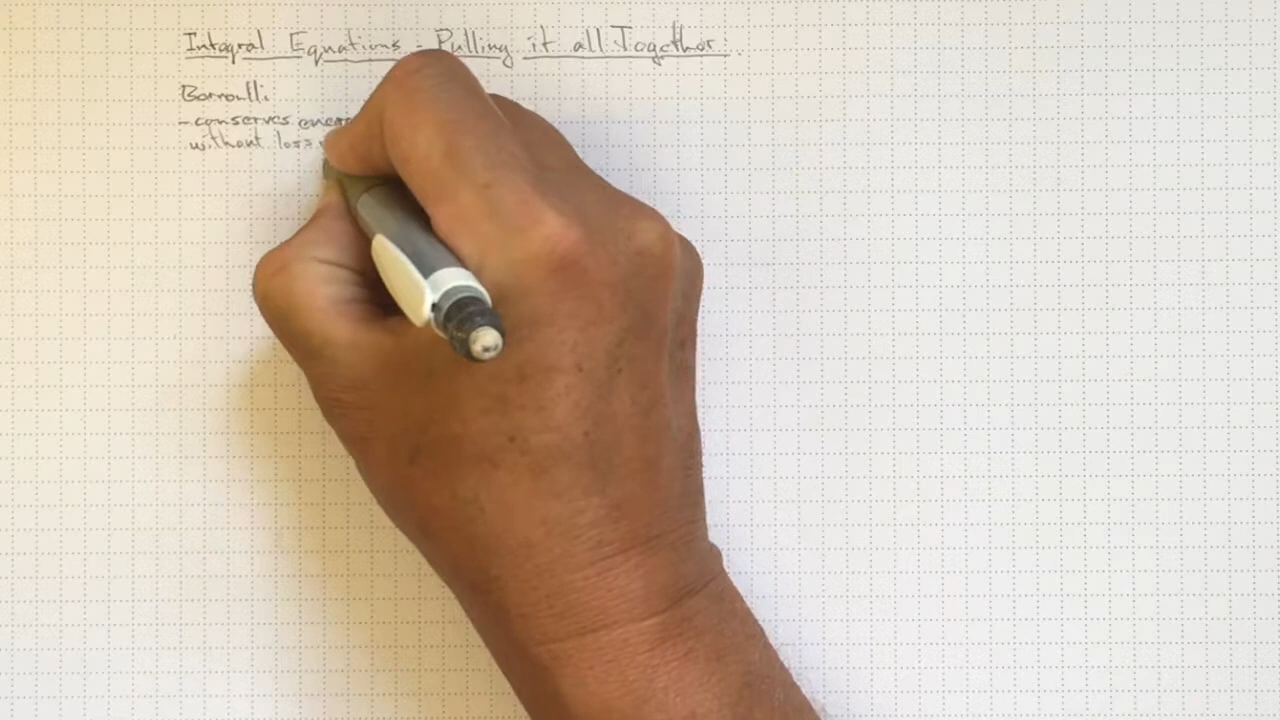 Integral Equations - Pulling it all Together
Bernoulli
- conserves
without loss